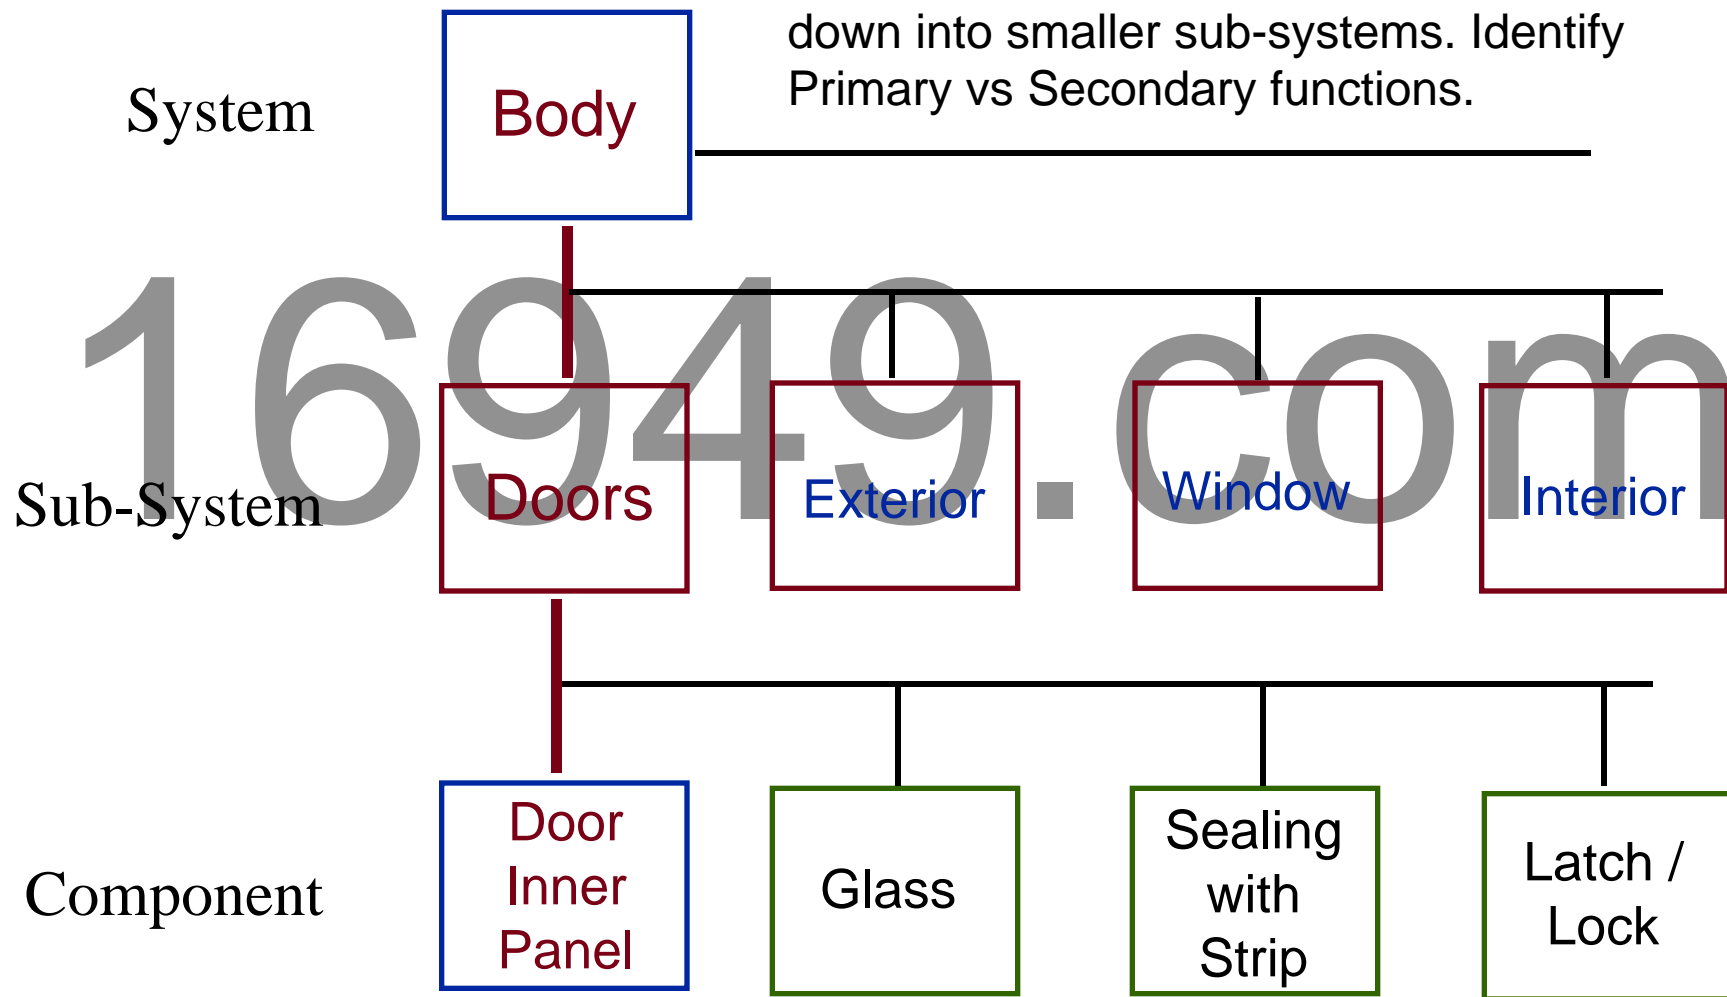 down into smaller sub-systems. Identify
Primary vs Secondary functions.
System
Body
16949.com
Sub-System
Doors
Exterior
Window
Interior
Component
Door
Inner
Panel
Glass
Sealing
with
Strip
Latch /
Lock